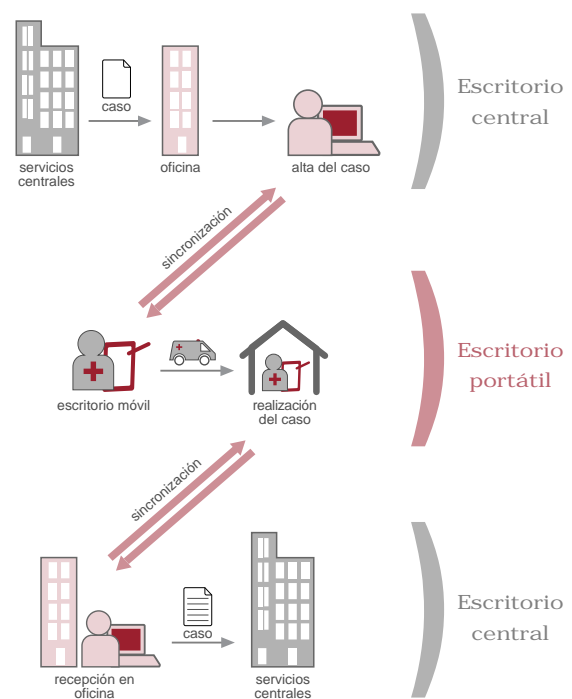 caso
servicios
centrales
oficina
alta del caso
Escritorio
central
sincronización
escritorio móvil
realización
del caso
Escritorio
portátil
sincronización
caso
recepción en
oficina
servicios
centrales
Escritorio
central